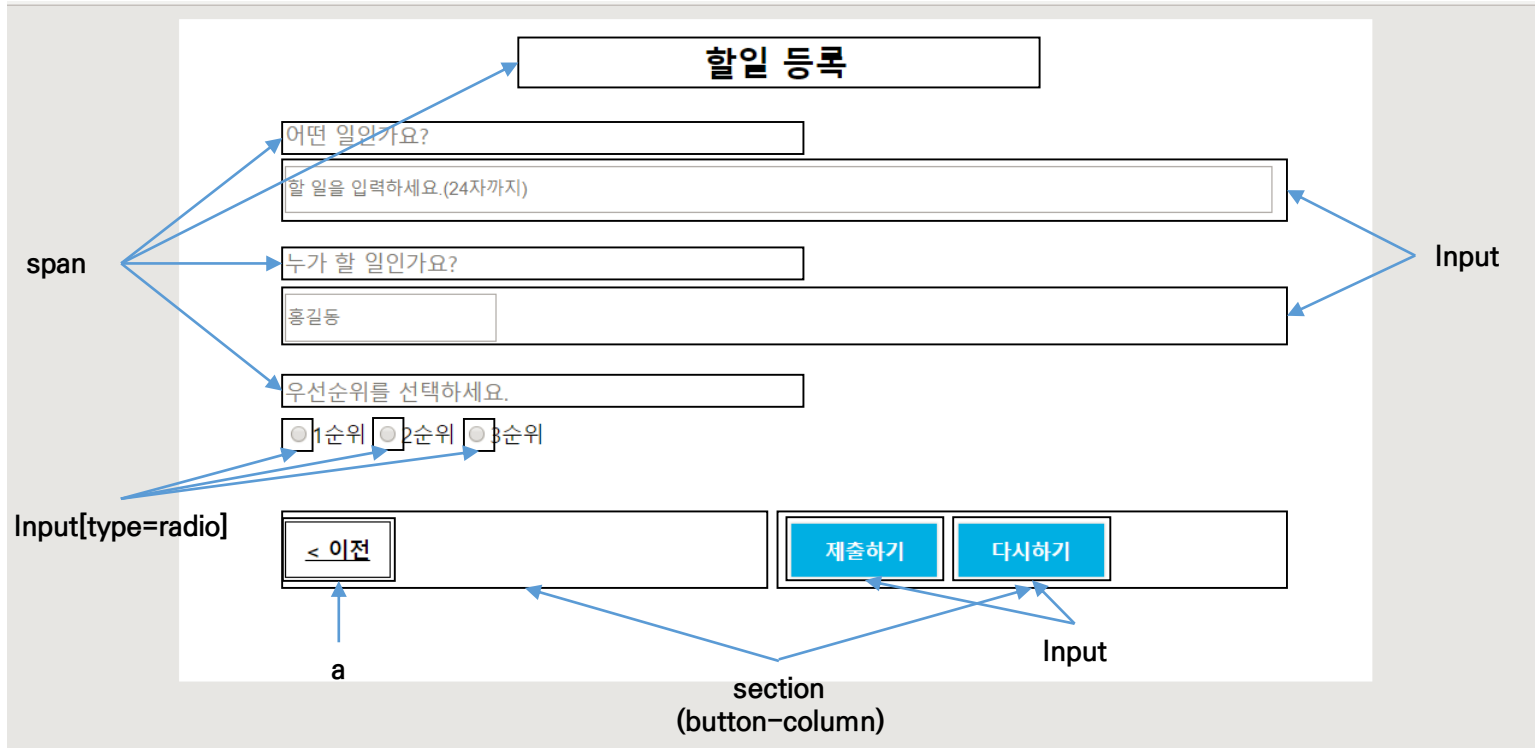 할일 등록
어떤 일인가요?
할 일을 입력하세요.(24자까지)
span
Input
누가 할 일인가요?
홍길동
우선순위를 선택하세요.
1순위 2순위 3순위
Input[type=radio]
< 이전
제출하기
다시하기
a
Input
section
(button-column)